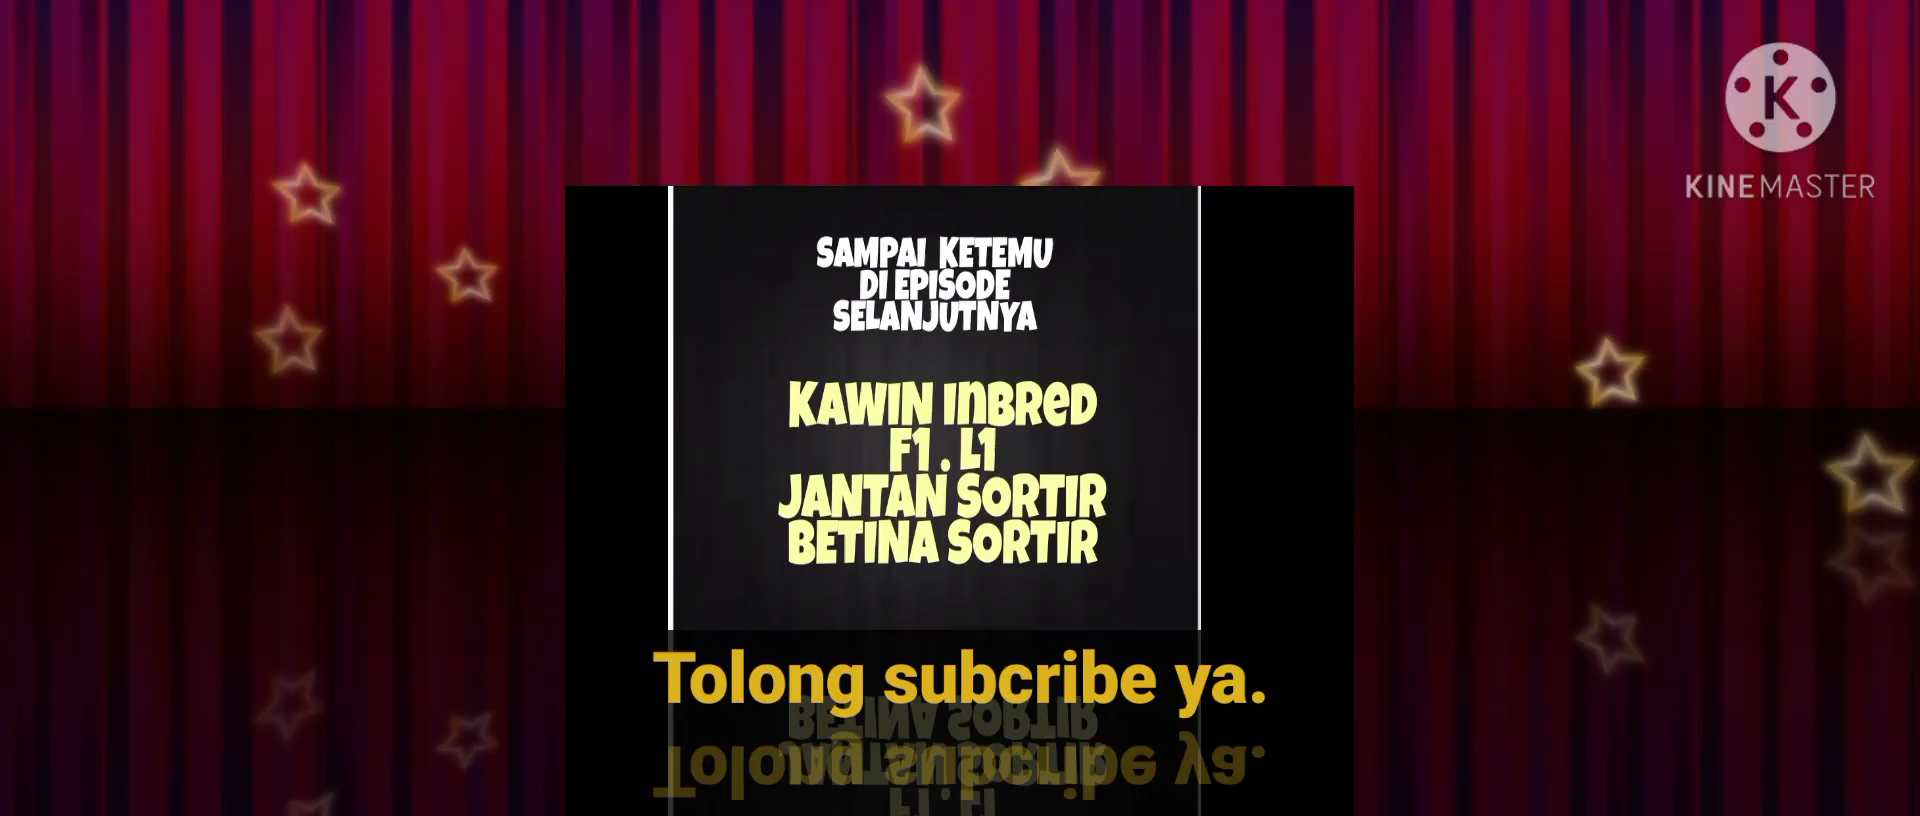 K
KINEMASTER
SAMPAI KETEMU
DI EPISODE
SELANJUTNYA
KAWIN INBReD
F1 . L1
JANTAN SORTIR
BETINA SORTIR
Tolong subcribe ya.